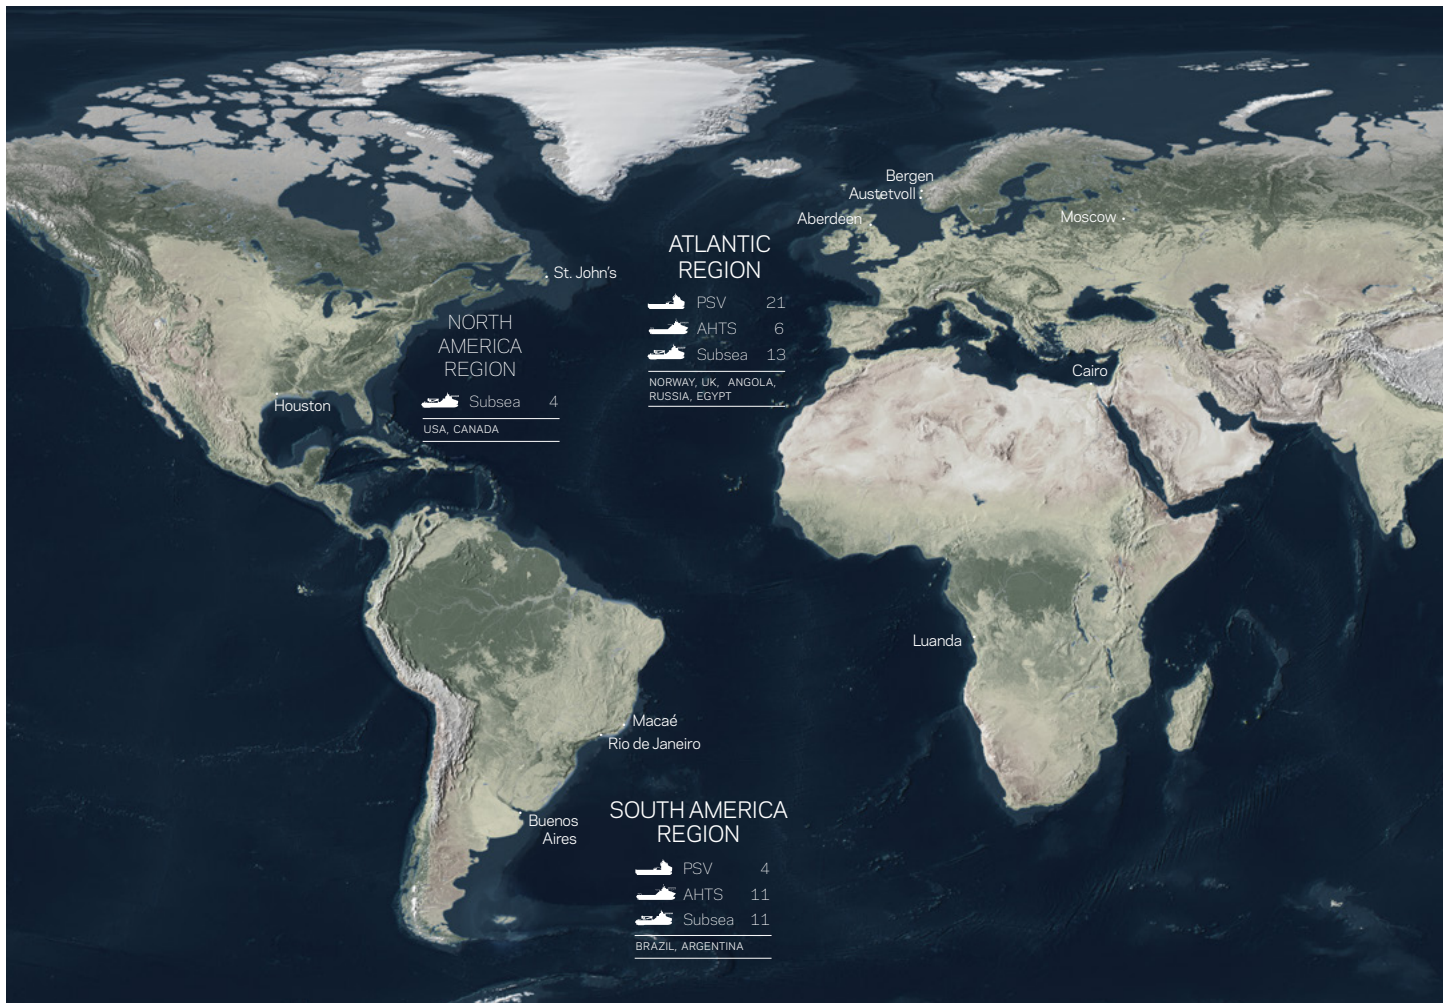 Bergen
Austetvoll
Aberdeen
Moscow
ATLANTIC
REGION
PSV 21
AHTS 6
Subsea 13
NORWAY, UK, ANGOLA,
RUSSIA, EGYPT
St. John's
NORTH
AMERICA
REGION
Subsea 4
USA, CANADA
Houston
Cairo
Luanda
Macaé
Rio de Janeiro
Buenos
Aires
SOUTH AMERICA
REGION
PSV 4
AHTS 11
Subsea 11
BRAZIL, ARGENTINA